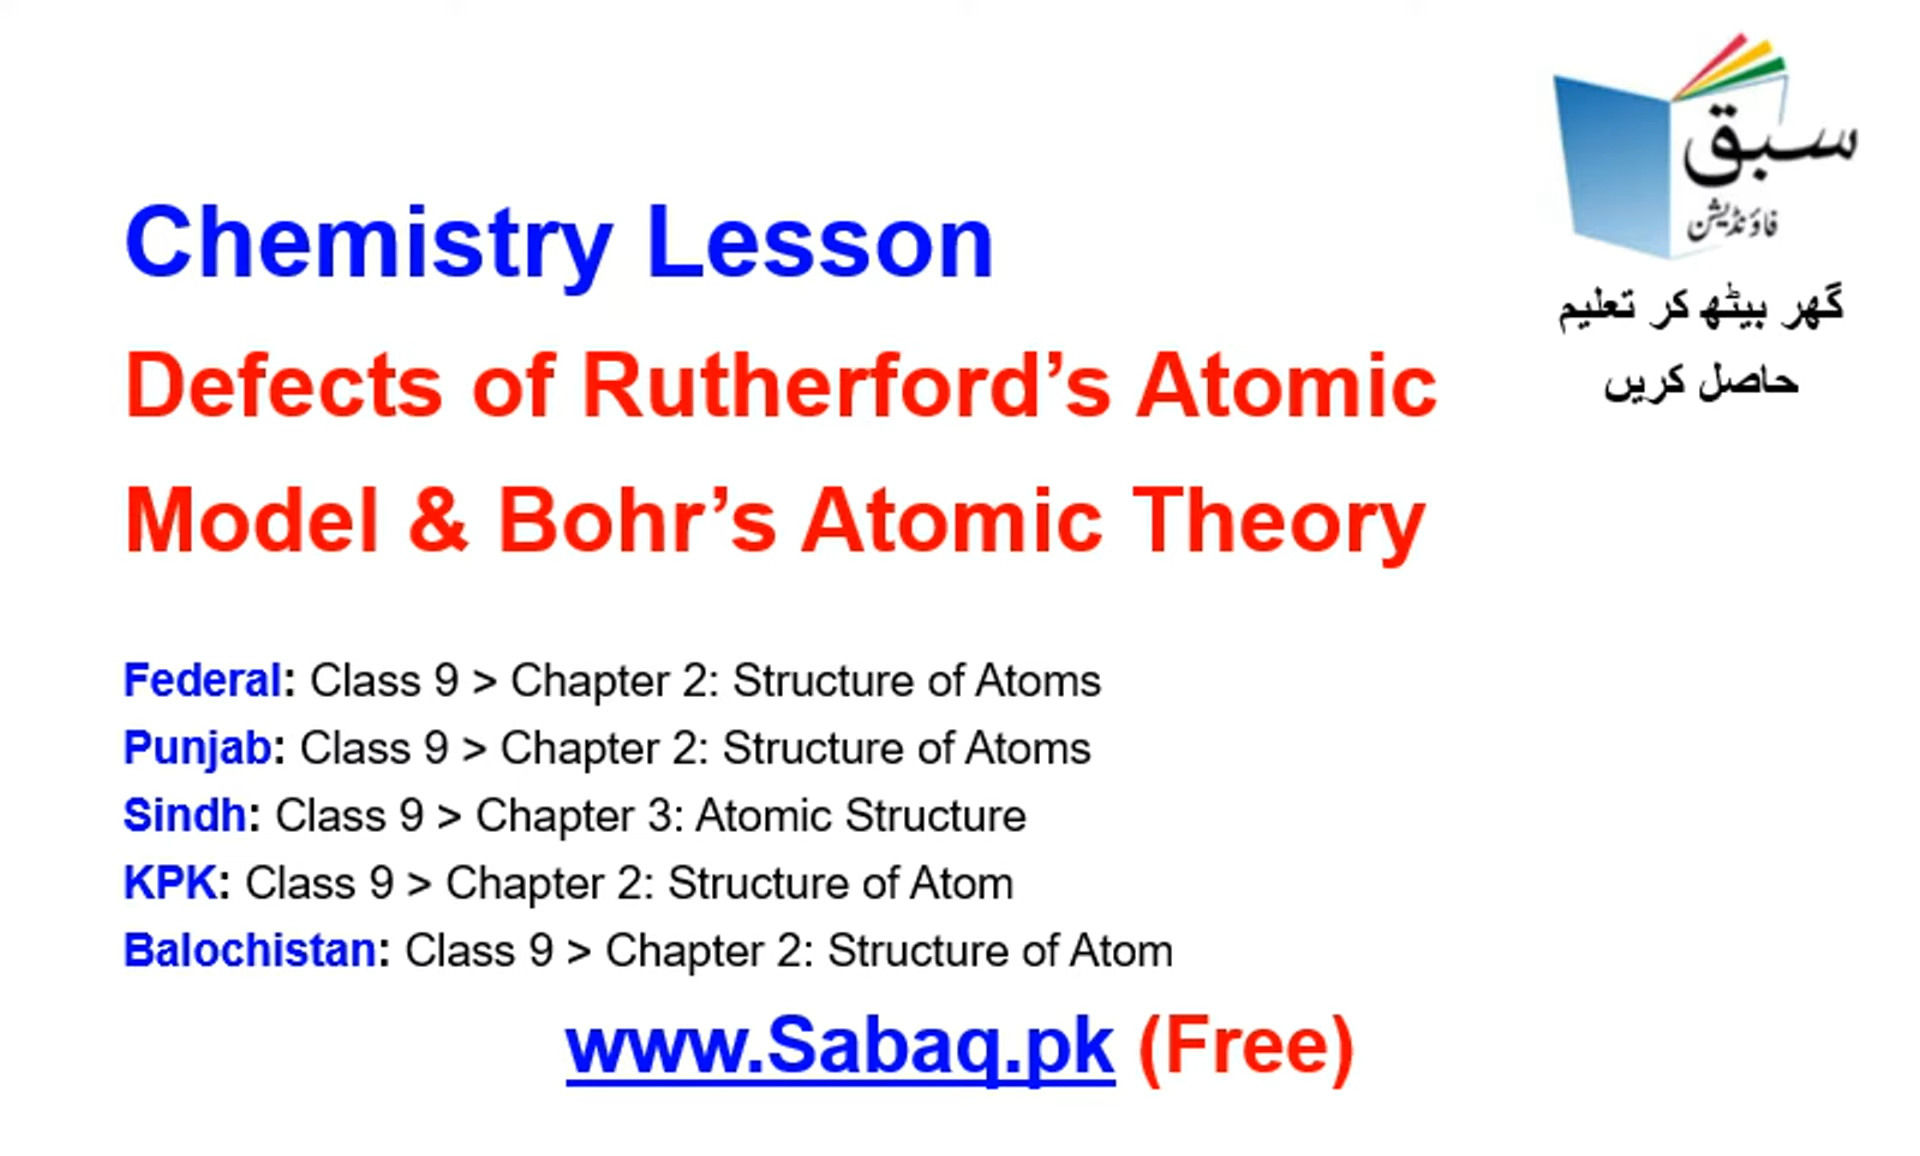 سبق
فاؤنڈیشن
گھر بیٹھ کر تعلیم
حاصل کریں
Chemistry Lesson
Defects of Rutherford’s Atomic
Model & Bohr’s Atomic Theory
Federal: Class 9 > Chapter 2: Structure of Atoms
Punjab: Class 9 > Chapter 2: Structure of Atoms
Sindh: Class 9 > Chapter 3: Atomic Structure
KPK: Class 9 > Chapter 2: Structure of Atom
Balochistan: Class 9 > Chapter 2: Structure of Atom
www.Sabaq.pk (Free)